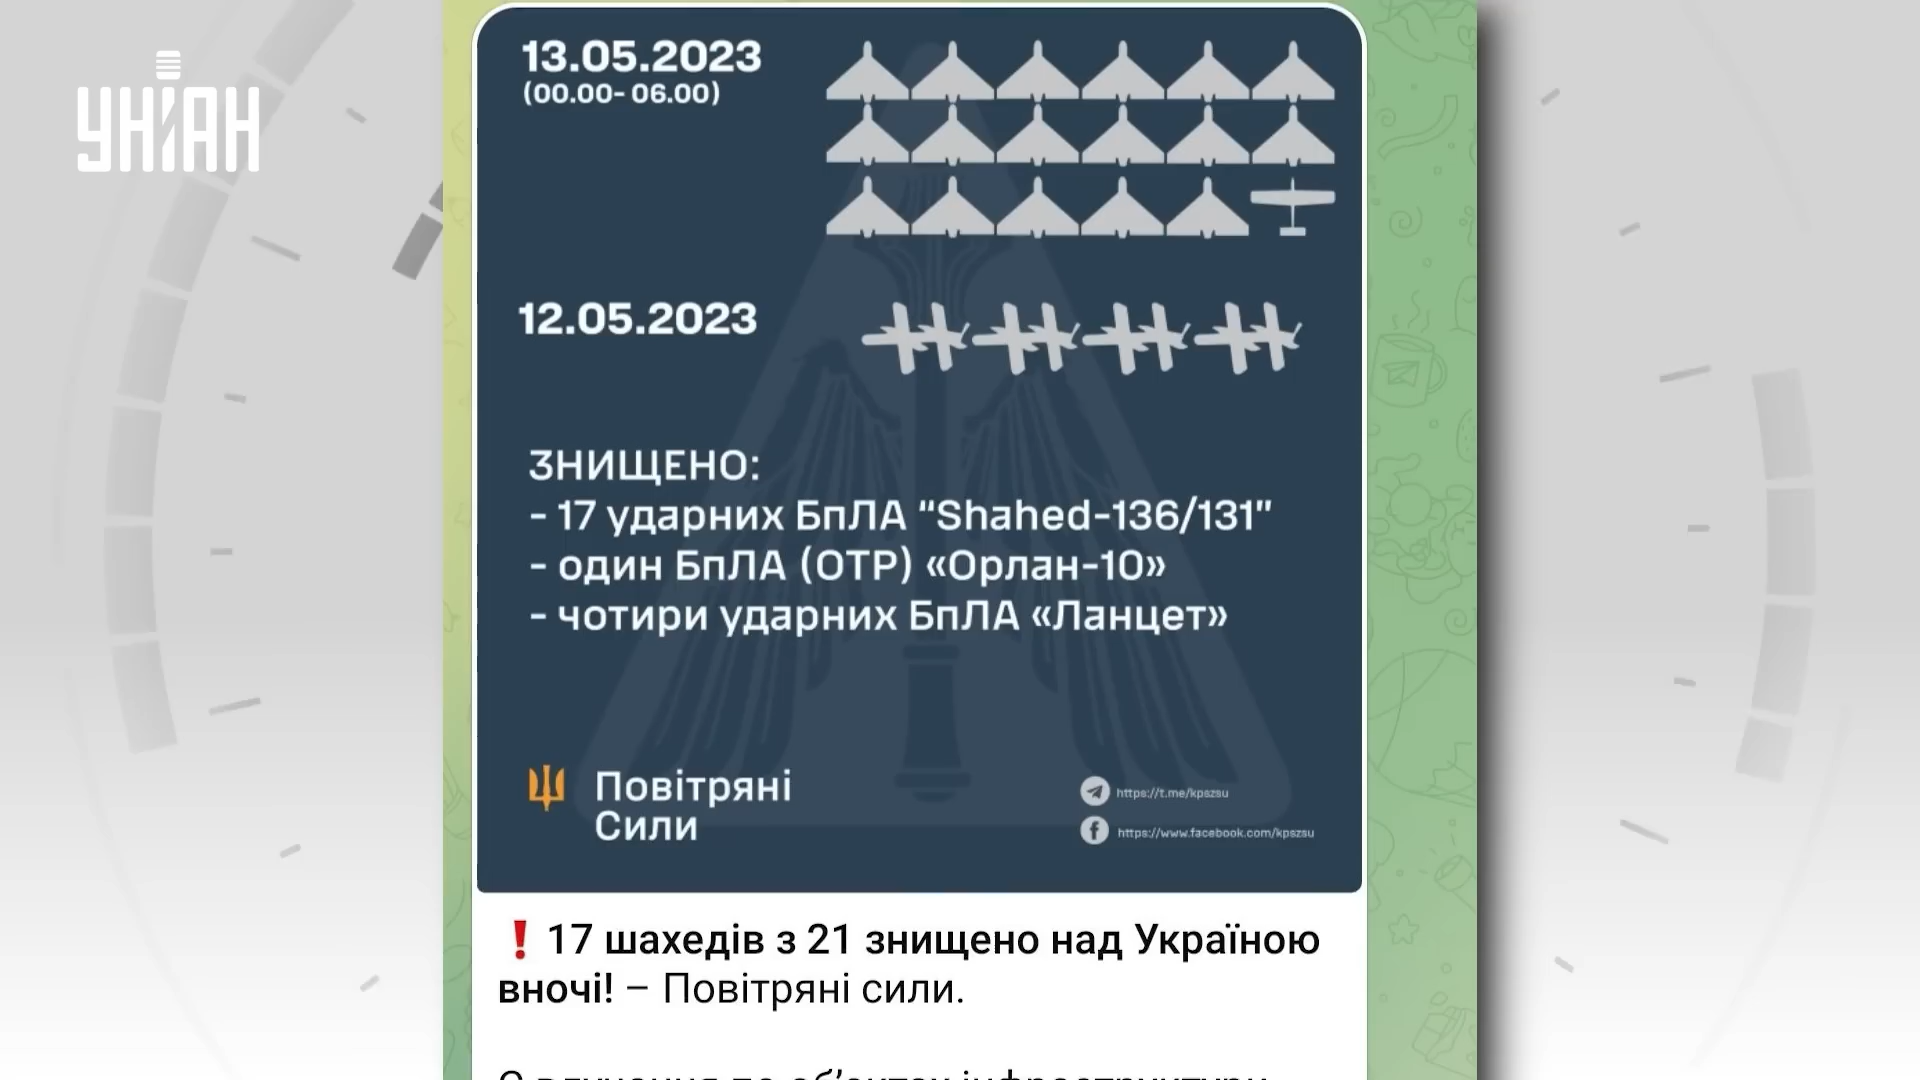 УНІАН
13.05.2023
(00.00- 06.00)
12.05.2023
ЗНИЩЕНО:
- 17 ударних БпЛА “Shahed-136/131”
- один БпЛА (ОТР) «Орлан-10»
- чотири ударних БпЛА «Ланцет»
Повітряні
Сили
https://t.me/kpszsu
https://www.facebook.com/kpszsu
❗ 17 шахедів з 21 знищено над Україною
вночі! – Повітряні сили.